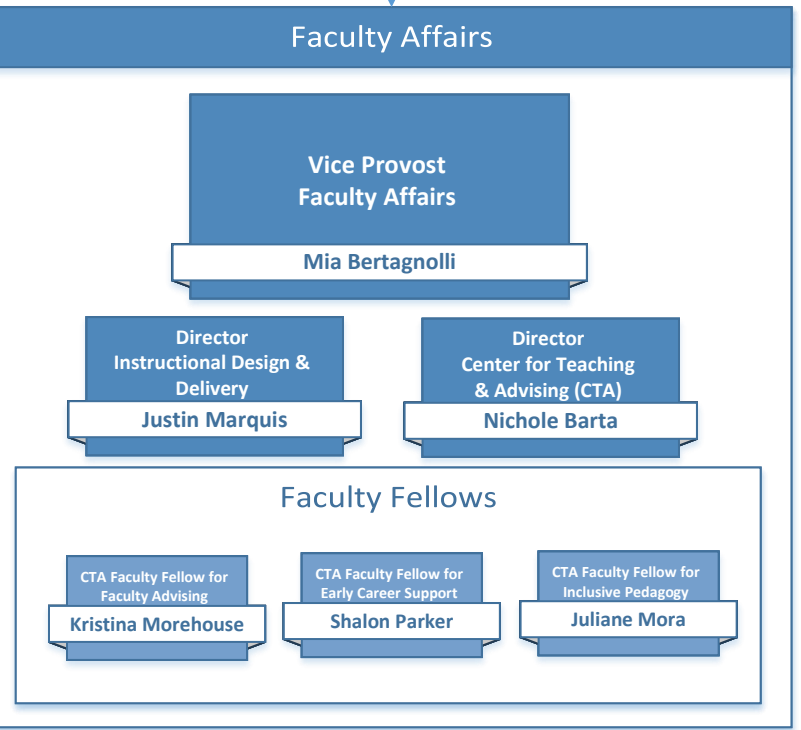 Faculty Affairs
Vice Provost
Faculty Affairs
Mia Bertagnolli
Director
Instructional Design &
Delivery
Justin Marquis
Director
Center for Teaching
& Advising (CTA)
Nichole Barta
Faculty Fellows
CTA Faculty Fellow for
Faculty Advising
Kristina Morehouse
CTA Faculty Fellow for
Early Career Support
Shalon Parker
CTA Faculty Fellow for
Inclusive Pedagogy
Juliane Mora